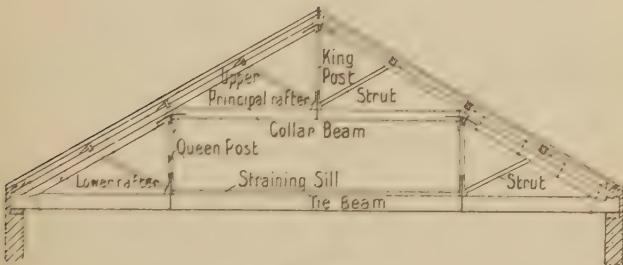 King
Post
Upper
Principal rafter
Strut
Collar Beam
Queen Post
Lower rafter
Straining Sill
Strut
Tie Beam